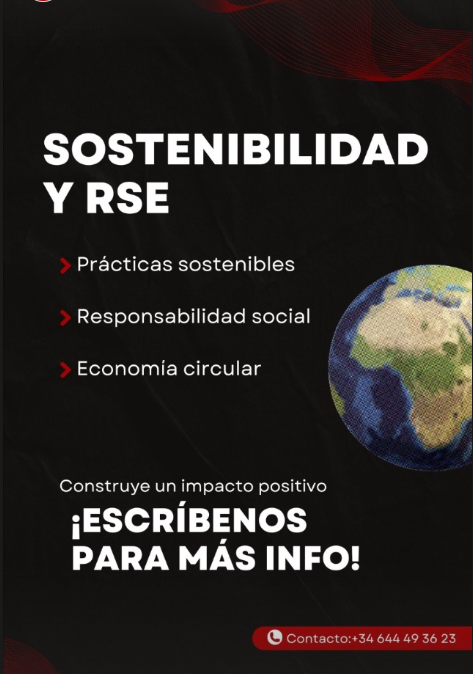 SOSTENIBILIDAD
Y RSE
Prácticas sostenibles
Responsabilidad social
Economía circular
Construye un impacto positivo
¡ESCRÍBENOS
PARA MÁS INFO!
Contacto:+34 644 49 36 23